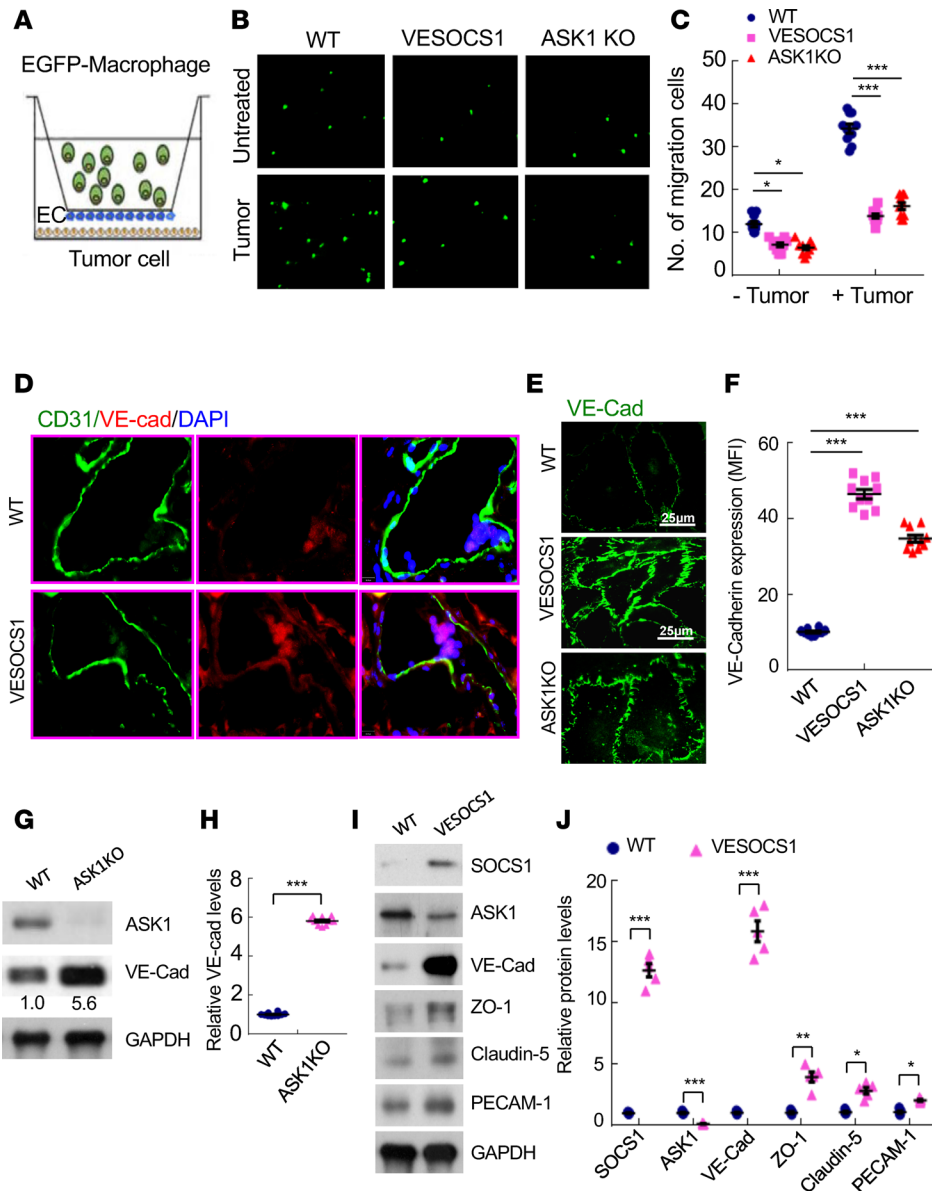 A
EGFP-Macrophage
EC
Tumor cell
B
WT VESOCS1 ASK1 KO
Untreated
Tumor
C
WT
VESOCS1
ASK1KO
No. of migration cells
50
40
30
20
10
0
*
*
***
***
- Tumor + Tumor
D
CD31/VE-cad/DAPI
WT
VESOCS1
E
VE-Cad
WT
25µm
VESOCS1
25µm
ASK1KO
F
VE-Cadherin expression (MFI)
60
40
20
0
***
***
WT
VESOCS1
ASK1KO
G
WT ASK1KO
ASK1
VE-Cad
1.0 5.6
GAPDH
H
Relative VE-cad levels
8
6
4
2
0
***
WT
ASK1KO
I
WT VESOCS1
SOCS1
ASK1
VE-Cad
ZO-1
Claudin-5
PECAM-1
GAPDH
J
WT VESOCS1
Relative protein levels
20
15
10
5
0
***
***
***
**
*
*
SOCS1
ASK1
VE-Cad
ZO-1
Claudin-5
PECAM-1